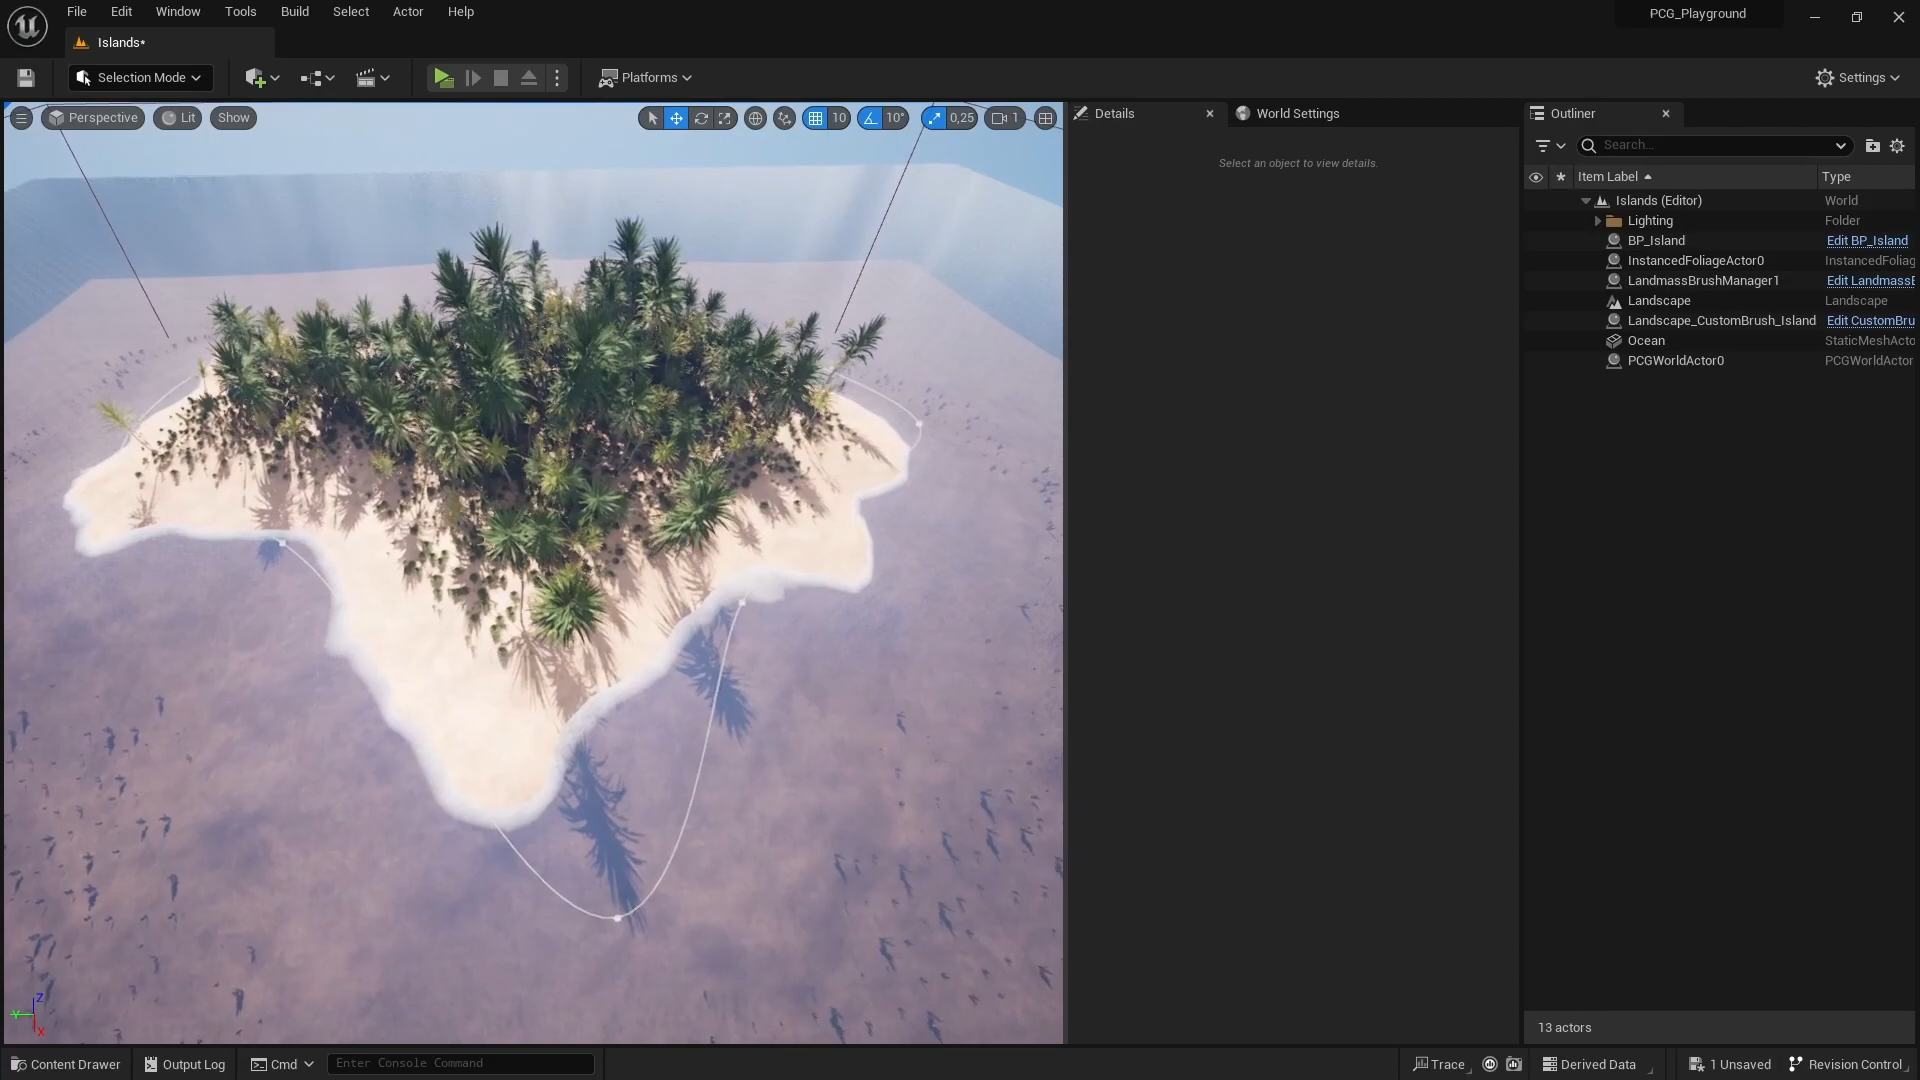 File Edit Window Tools Build Select Actor Help
PCG_Playground
Islands*
Selection Mode
Platforms
Settings
Perspective Lit Show
10 10° 0,25 1
Details
World Settings
Select an object to view details.
Outliner
Search...
Item Label Type
Islands (Editor) World
Lighting Folder
BP_Island Edit BP_Island
InstancedFoliageActor0 InstancedFoliag
LandmassBrushManager1 Edit LandmassB
Landscape Landscape
Landscape_CustomBrush_Island Edit CustomBru
Ocean StaticMeshActo
PCGWorldActor0 PCGWorldActor
13 actors
Z
Y
X
Content Drawer Output Log Cmd Enter Console Command Trace Derived Data 1 Unsaved Revision Control